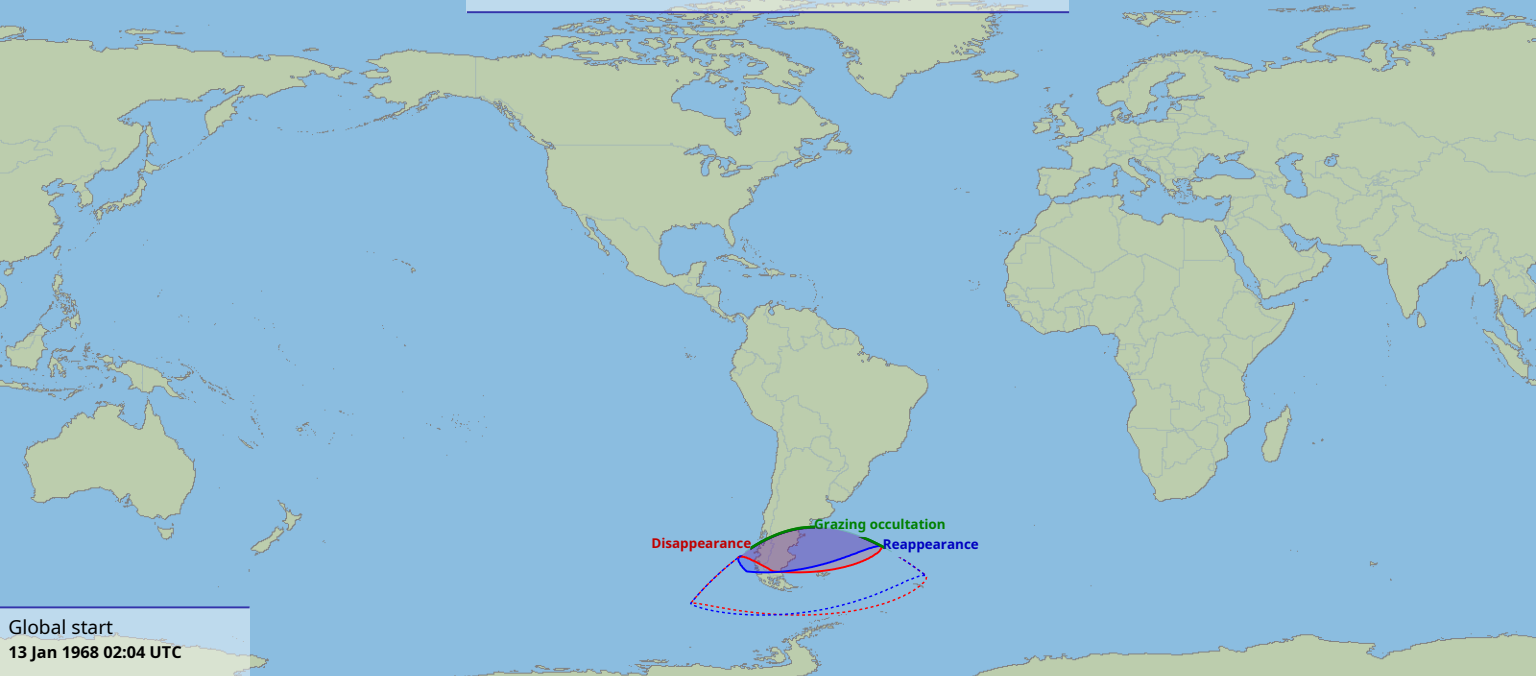 Grazing occultation
Disappearance
Reappearance
Global start
13 Jan 1968 02:04 UTC